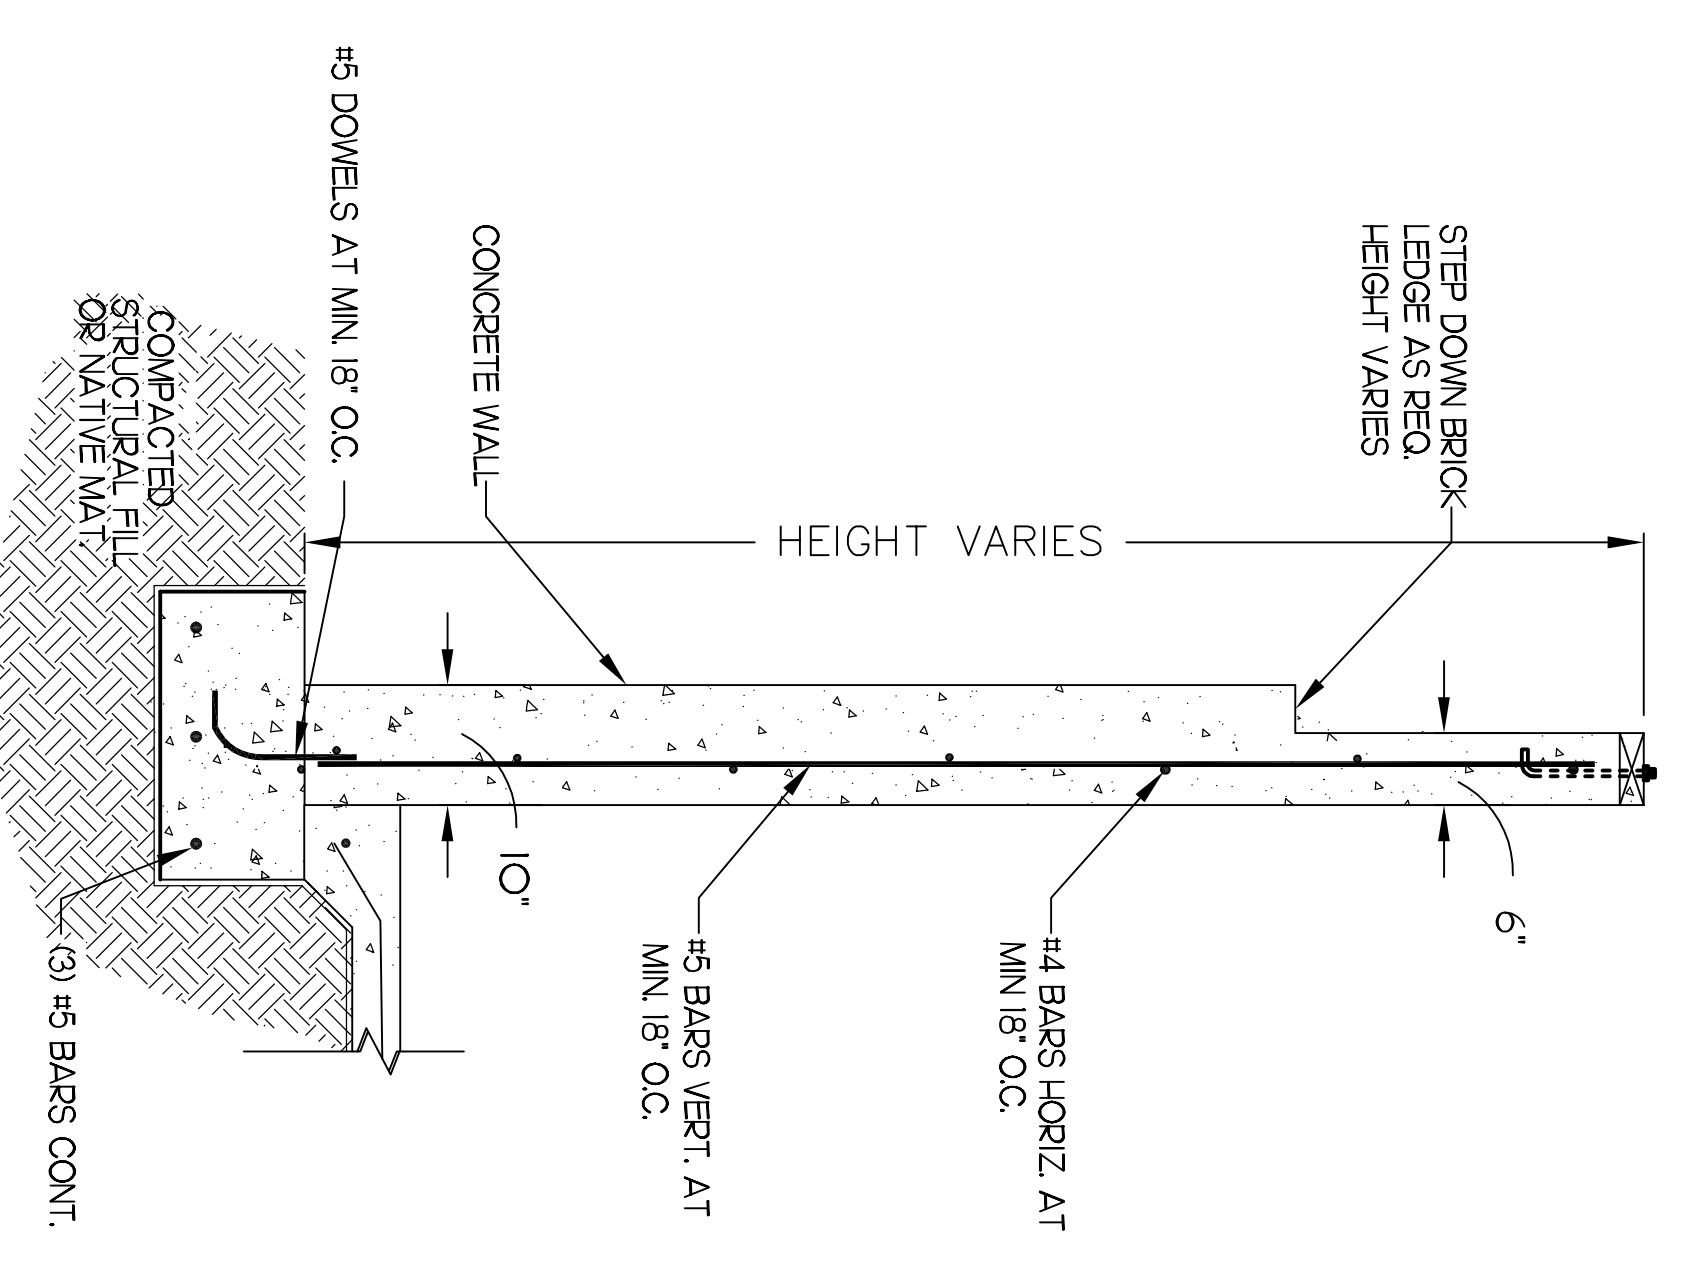 STEP DOWN BRICK
LEDGE AS REQ.
HEIGHT VARIES
6"
HEIGHT VARIES
#4 BARS HORIZ. AT
MIN 18" O.C.
#5 BARS VERT. AT
MIN. 18" O.C.
CONCRETE WALL
10"
#5 DOWELS AT MIN. 18" O.C.
COMPACTED
STRUCTURAL FILL
OR NATIVE MAT.
(3) #5 BARS CONT.